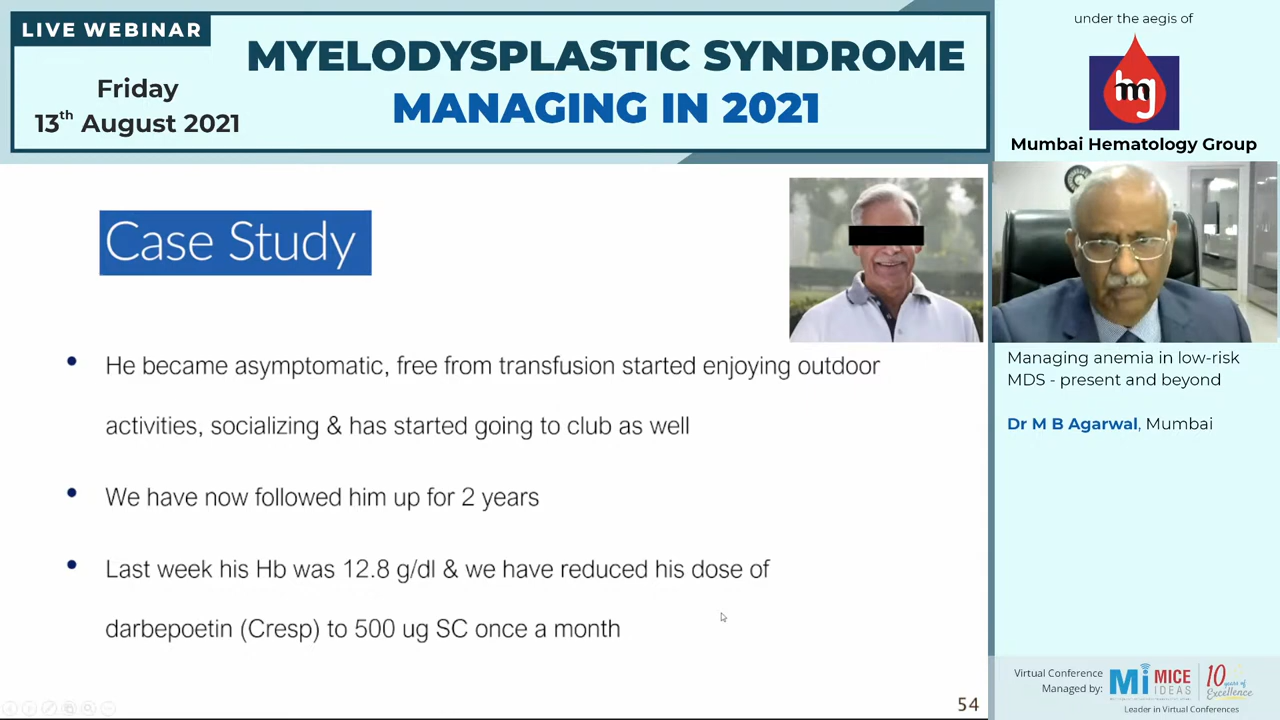 LIVE WEBINAR
Friday
13th August 2021
MYELODYSPLASTIC SYNDROME
MANAGING IN 2021
under the aegis of
hmg
Mumbai Hematology Group
Case Study
• He became asymptomatic, free from transfusion started enjoying outdoor
activities, socializing & has started going to club as well
• We have now followed him up for 2 years
• Last week his Hb was 12.8 g/dl & we have reduced his dose of
darbepoetin (Cresp) to 500 ug SC once a month
54
Managing anemia in low-risk
MDS - present and beyond
Dr M B Agarwal, Mumbai
Virtual Conference
Managed by:
Mi MICE
IDEAS
10 years of
Excellence
Leader in Virtual Conferences